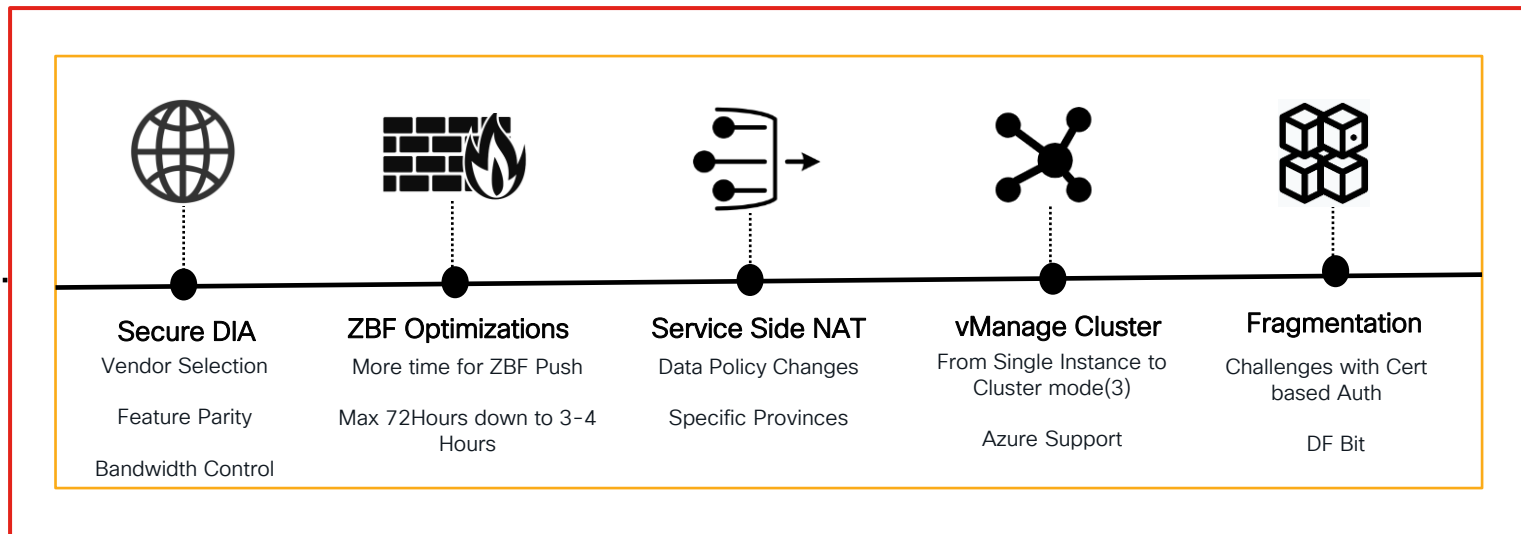 Secure DIA
Vendor Selection
Feature Parity
Bandwidth Control
ZBF Optimizations
More time for ZBF Push
Max 72Hours down to 3-4
Hours
Service Side NAT
Data Policy Changes
Specific Provinces
vManage Cluster
From Single Instance to
Cluster mode(3)
Azure Support
Fragmentation
Challenges with Cert
based Auth
DF Bit